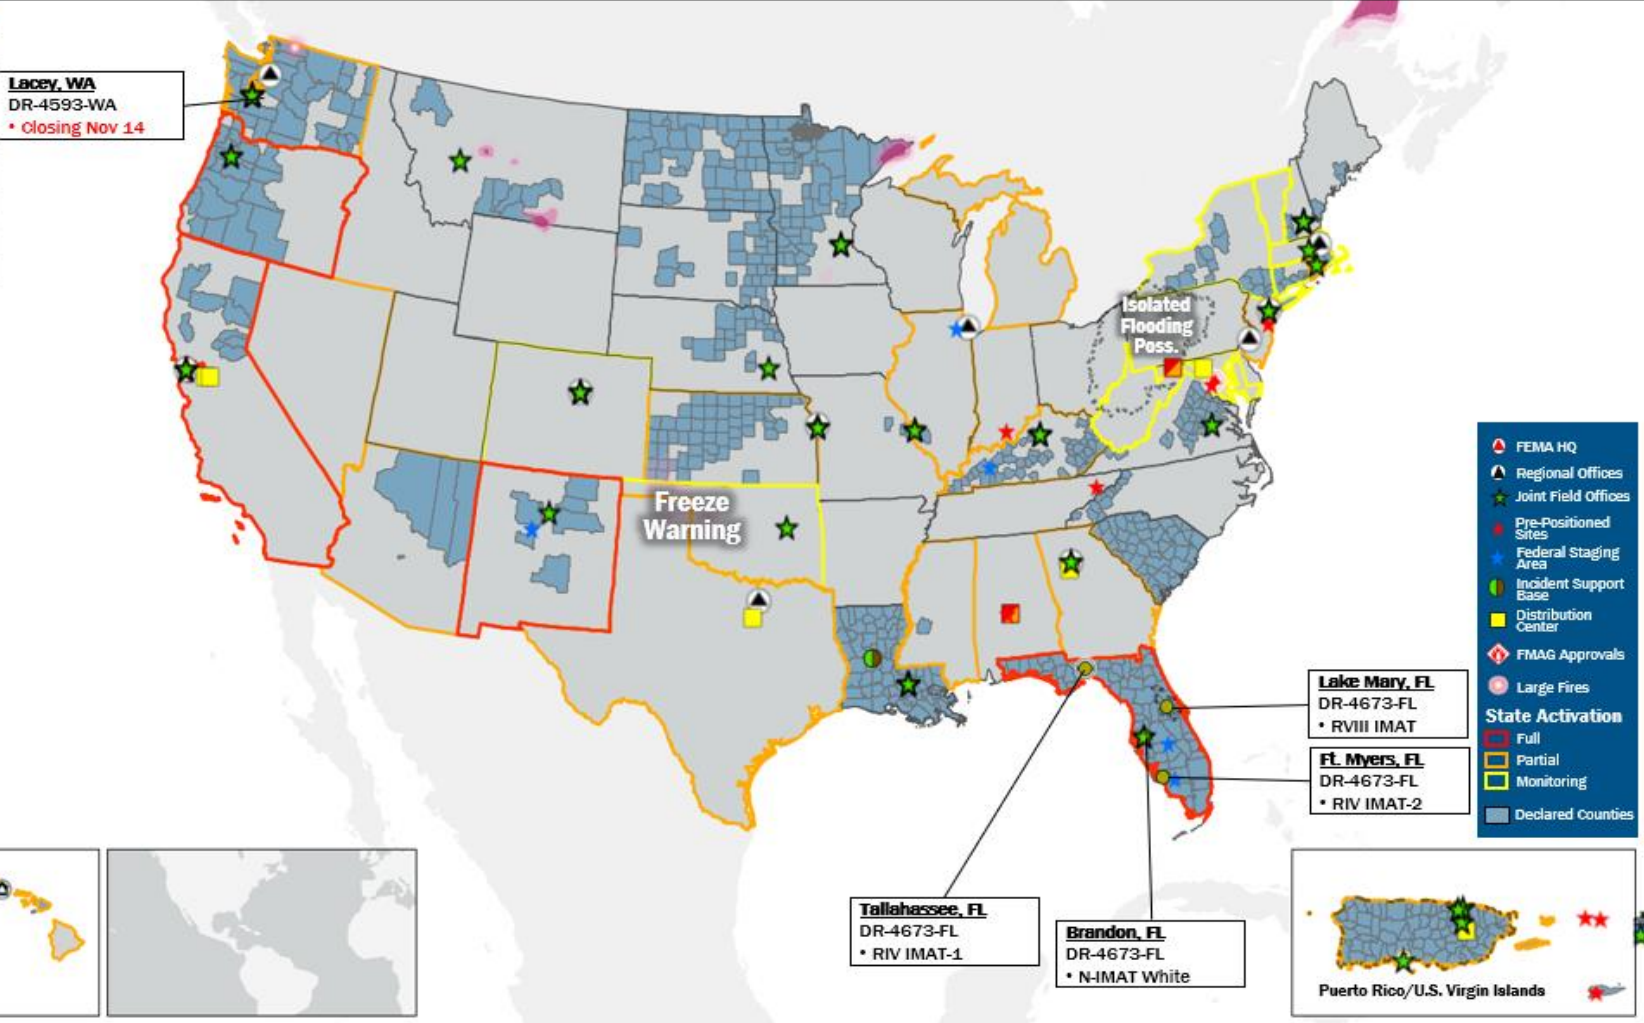 Lacey, WA
DR-4593-WA
• Closing Nov 14
Isolated
Flooding
Poss.
Freeze
Warning
FEMA HQ
Regional Offices
Joint Field Offices
Pre-Positioned
Sites
Federal Staging
Area
Incident Support
Base
Distribution
Center
FMAG Approvals
Large Fires
State Activation
Full
Partial
Monitoring
Declared Counties
Lake Mary, FL
DR-4673-FL
• RVIII IMAT
Ft. Myers, FL
DR-4673-FL
• RIV IMAT-2
Tallahassee, FL
DR-4673-FL
• RIV IMAT-1
Brandon, FL
DR-4673-FL
• N-IMAT White
Puerto Rico/U.S. Virgin Islands